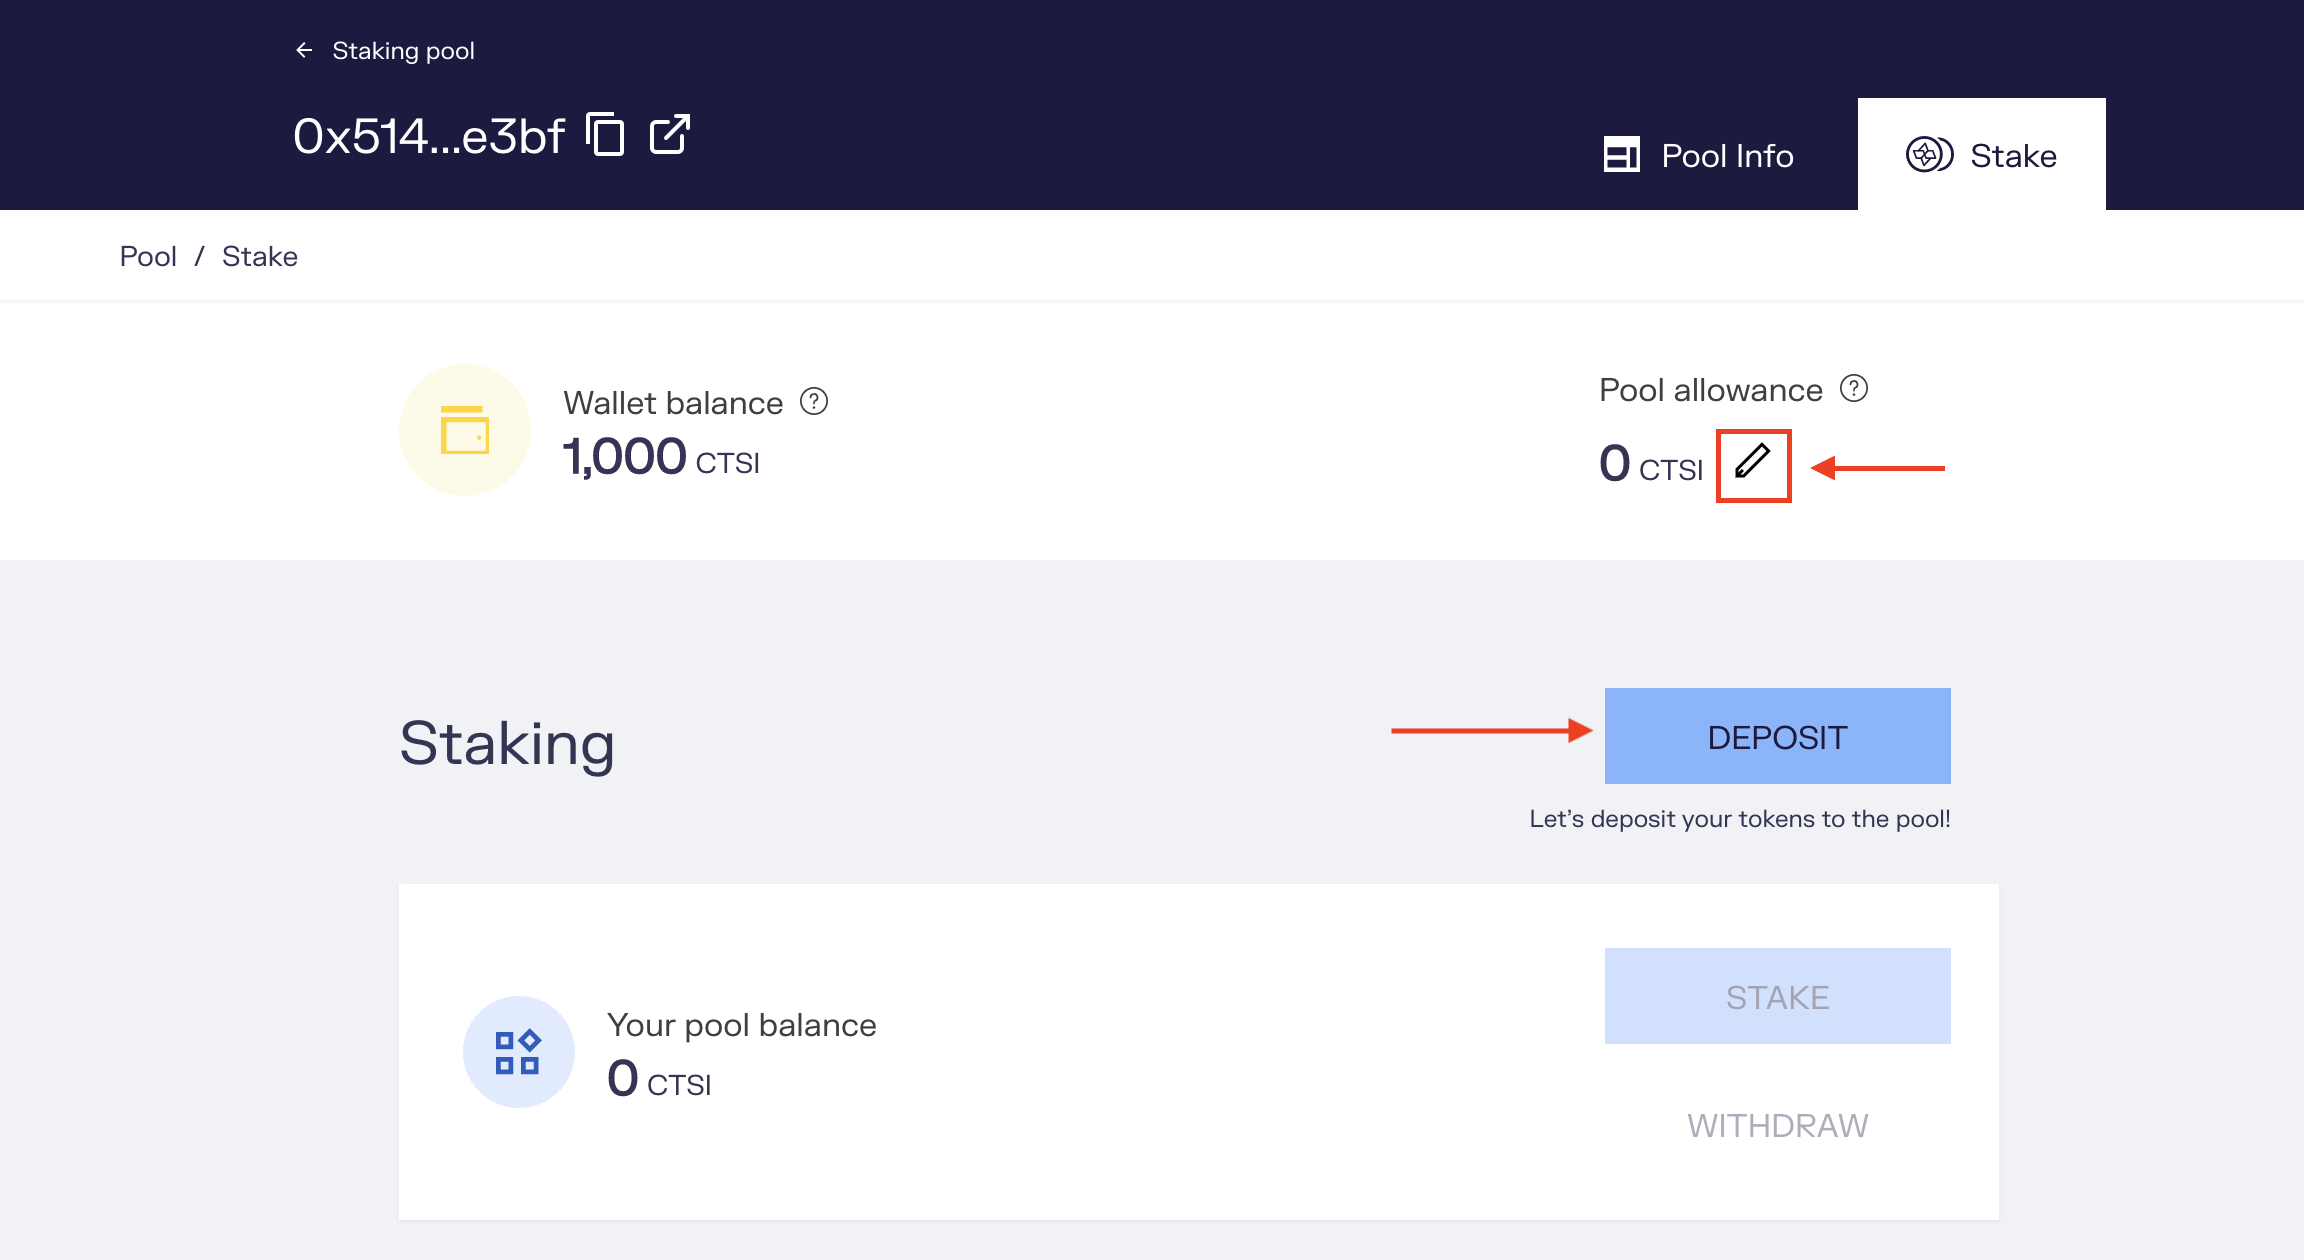 ← Staking pool
0x514...e3bf
Pool Info
Stake
Pool / Stake
Wallet balance ?
1,000 CTSI
Pool allowance ?
0 CTSI
Staking
DEPOSIT
Let's deposit your tokens to the pool!
Your pool balance
0 CTSI
STAKE
WITHDRAW